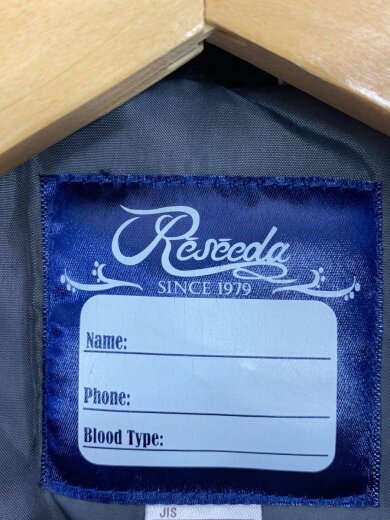 Reseeda
SINCE 1979
Name:
Phone:
Blood Type:
JIS